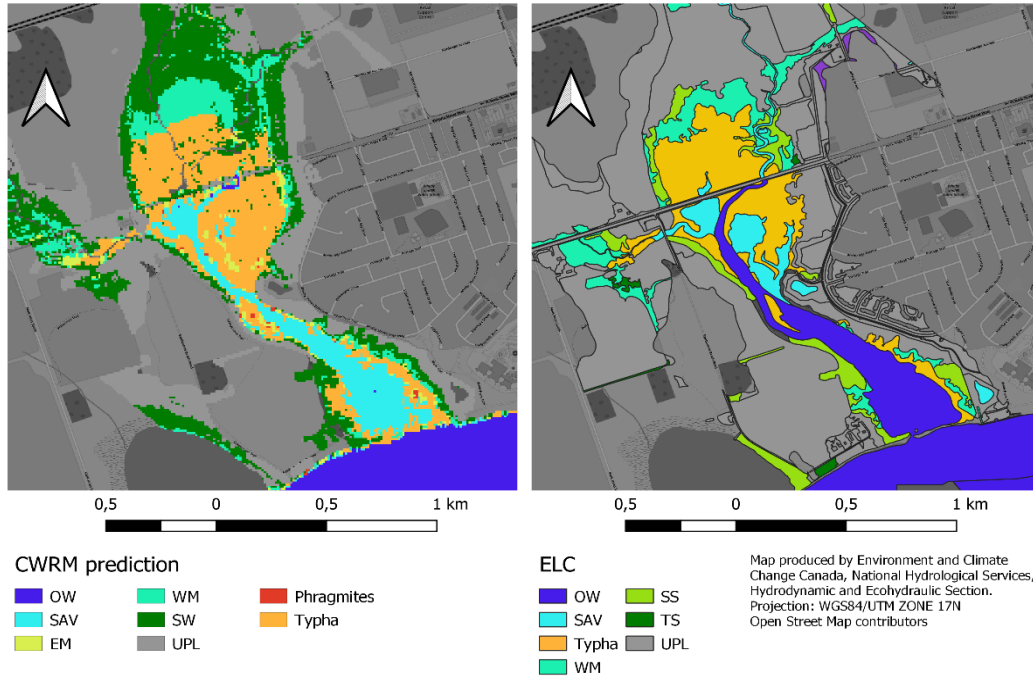 0,5 0 0,5 1 km
0,5 0 0,5 1 km
CWRM prediction
OW WM Phragmites
SAV SW Typha
EM UPL
ELC
OW SS
SAV TS
Typha UPL
WM
Map produced by Environment and Climate
Change Canada, National Hydrological Services,
Hydrodynamic and Ecohydraulic Section.
Projection: WGS84/UTM ZONE 17N
Open Street Map contributors